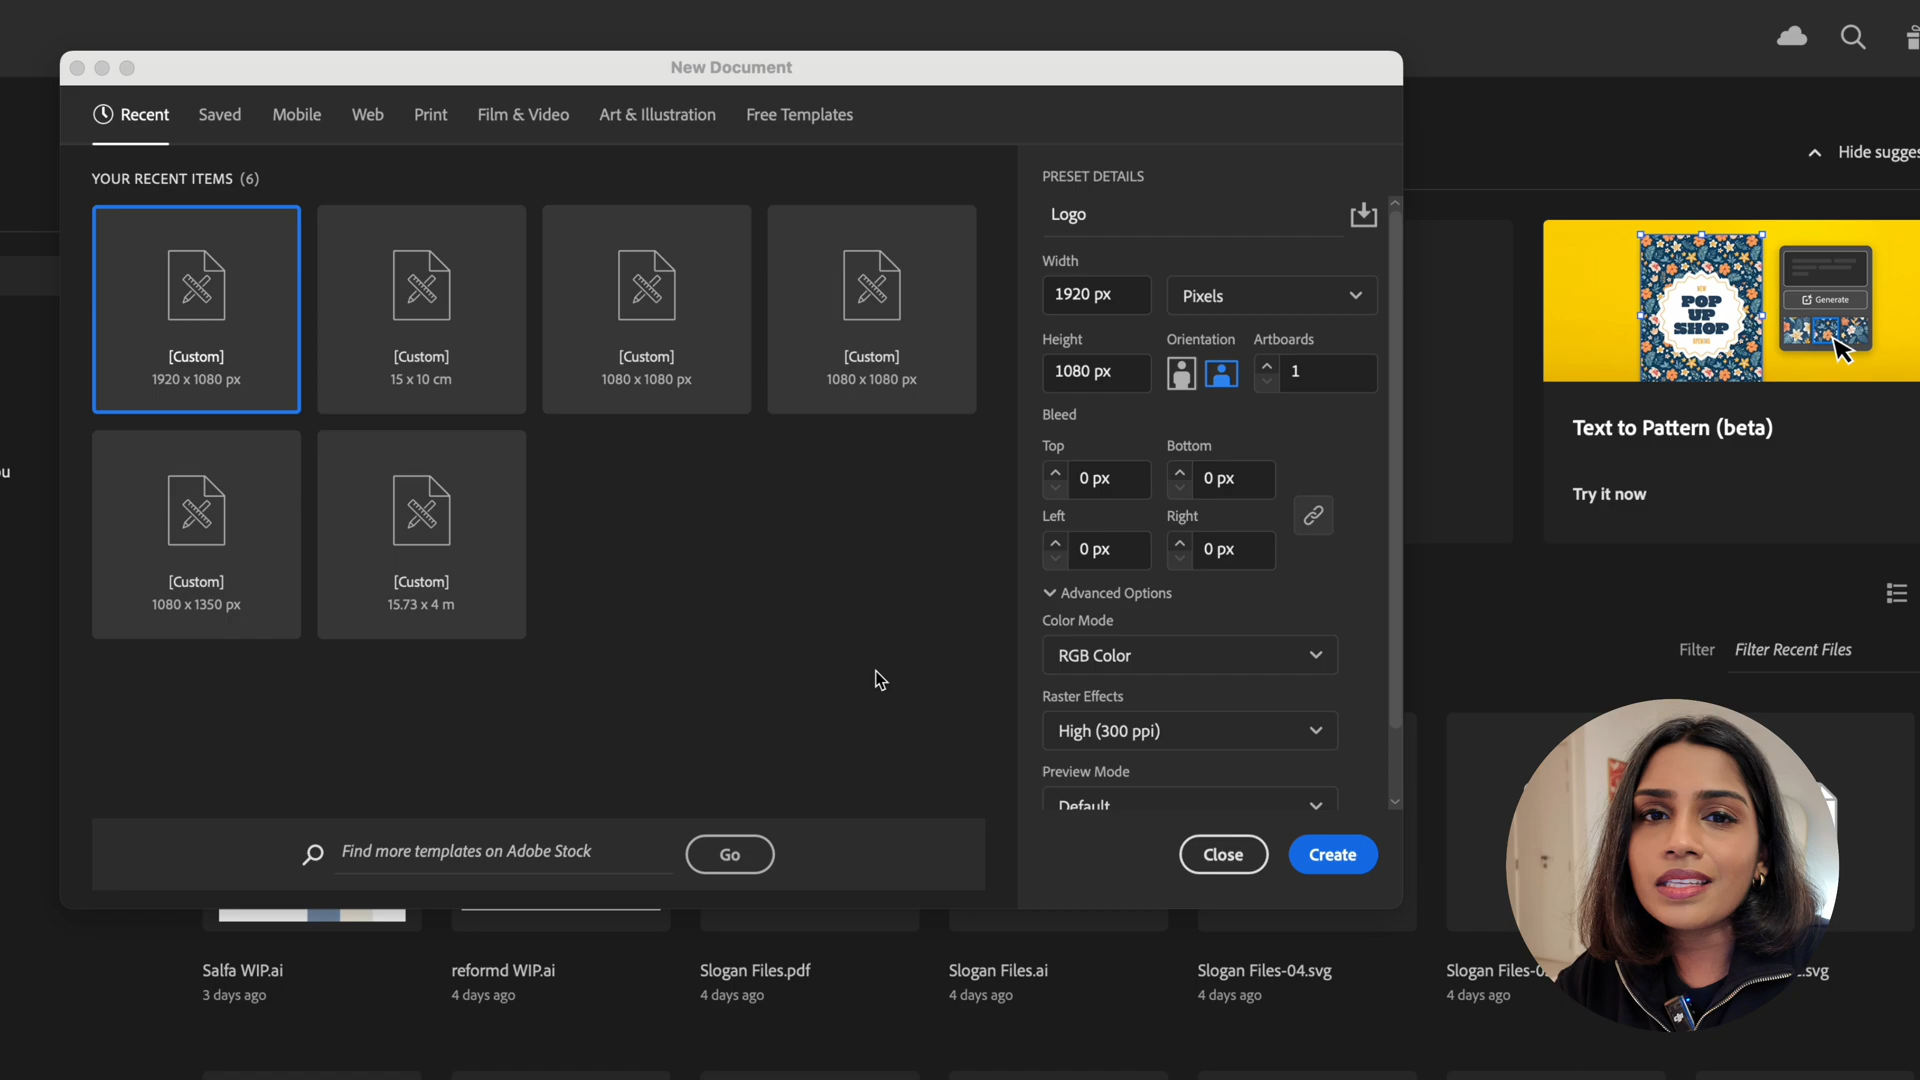 New Document
Recent Saved Mobile Web Print Film & Video Art & Illustration Free Templates
Hide sugges
YOUR RECENT ITEMS (6)
[Custom]
1920 x 1080 px
[Custom]
15 x 10 cm
[Custom]
1080 x 1080 px
[Custom]
1080 x 1080 px
[Custom]
1080 x 1350 px
[Custom]
15.73 x 4 m
Find more templates on Adobe Stock
Go
PRESET DETAILS
Logo
Width
1920 px
Pixels
Height
Orientation
Artboards
1080 px
1
Bleed
Top
Bottom
0 px
0 px
Left
Right
0 px
0 px
Advanced Options
Color Mode
RGB Color
Raster Effects
High (300 ppi)
Preview Mode
Default
Close
Create
NEW
POP
UP
SHOP
OPENING
Generate
Text to Pattern (beta)
Try it now
ou
Filter
Filter Recent Files
Salfa WIP.ai
3 days ago
reformd WIP.ai
4 days ago
Slogan Files.pdf
4 days ago
Slogan Files.ai
4 days ago
Slogan Files-04.svg
4 days ago
Slogan Files-0
4 days ago
.svg